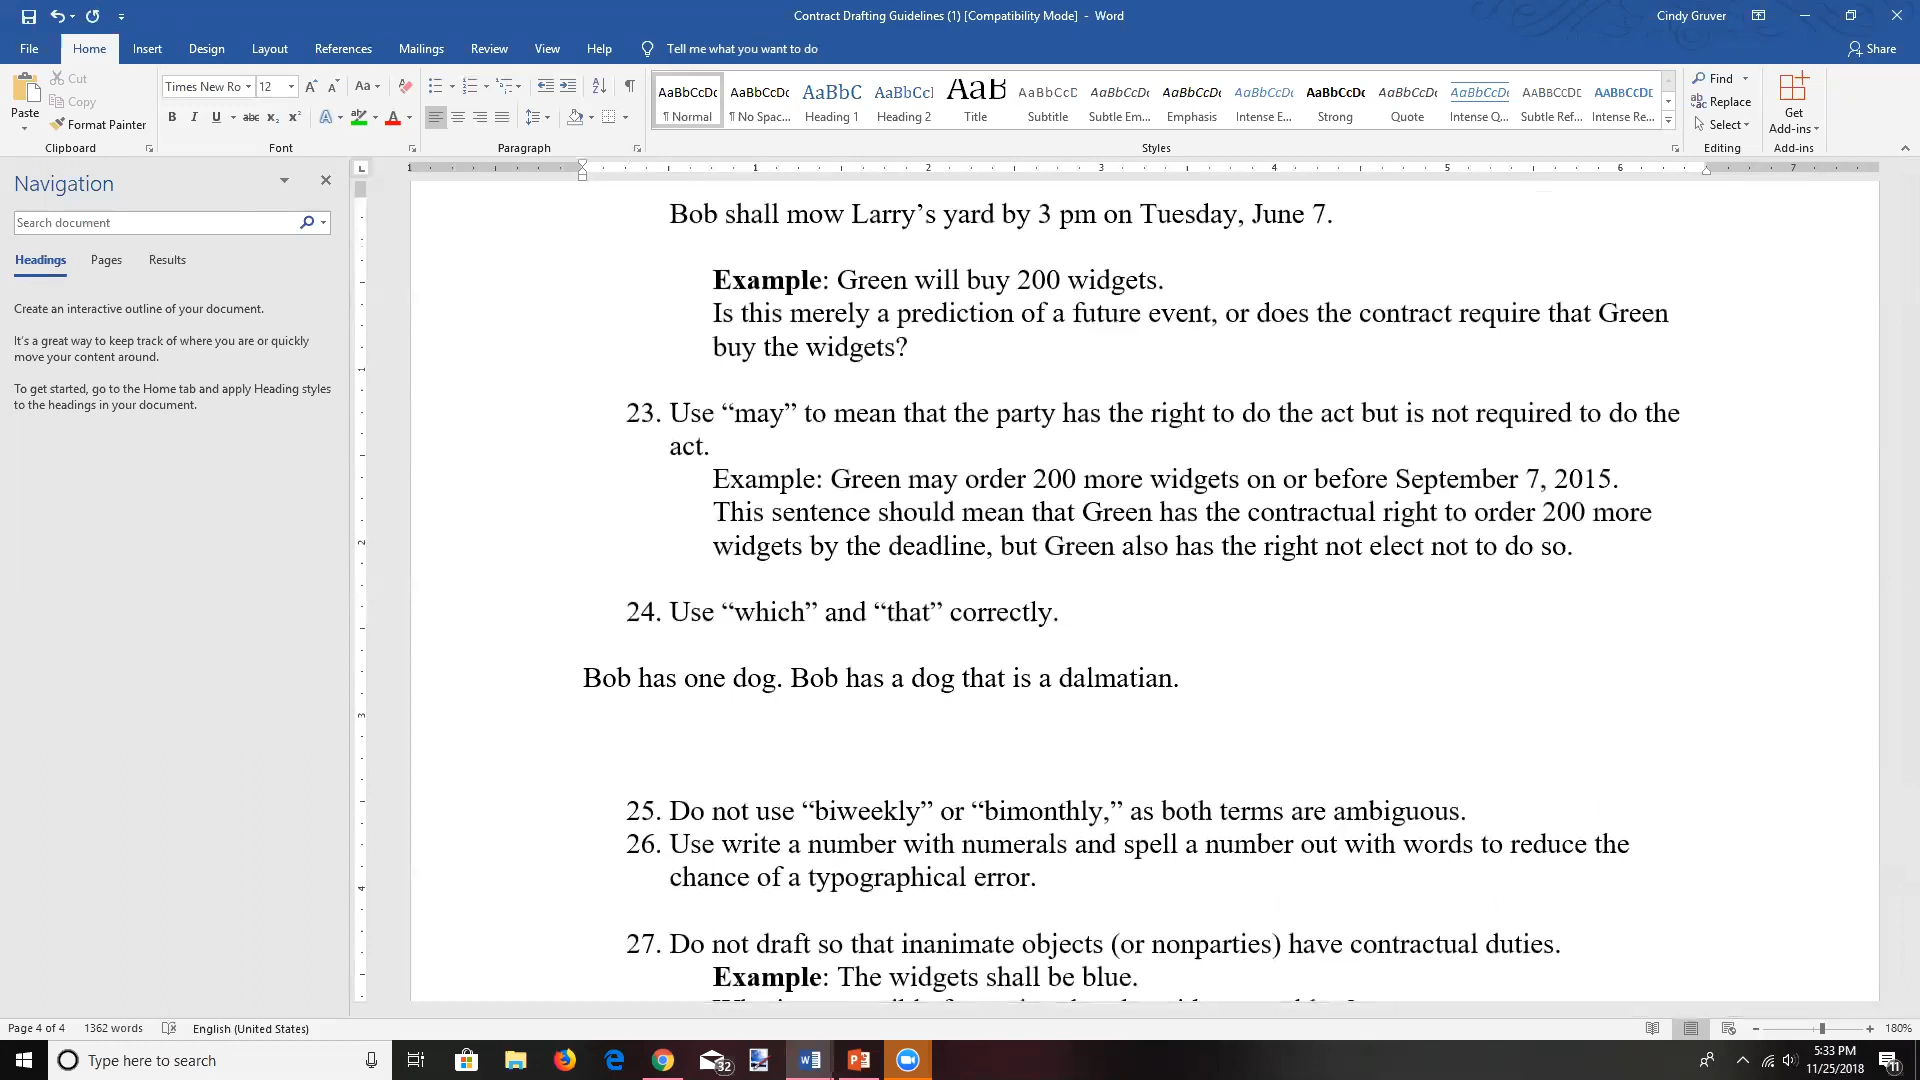 Contract Drafting Guidelines (1) [Compatibility Mode] - Word
Cindy Gruver
File Home Insert Design Layout References Mailings Review View Help Tell me what you want to do
Share
Paste
Cut
Copy
Format Painter
Clipboard
Times New Ro 12
Font
Paragraph
AaBbCcDc AaBbCcDc AaBbC AaBbCcI AaB AaBbCcD AaBbCcDc AaBbCcDc AaBbCcDc AaBbCcDc AaBbCcDc AaBbCcDc AABBCCDE AABBCCDE
¶ Normal ¶ No Spac... Heading 1 Heading 2 Title Subtitle Subtle Em... Emphasis Intense E... Strong Quote Intense Q... Subtle Ref... Intense Re...
Styles
Find
Replace
Select
Editing
Get
Add-ins
Add-ins
Navigation
Search document
Headings Pages Results
Create an interactive outline of your document.
It's a great way to keep track of where you are or quickly
move your content around.
To get started, go to the Home tab and apply Heading styles
to the headings in your document.
1 1 2 3 4 5 6 7
1
2
3
4
Bob shall mow Larry’s yard by 3 pm on Tuesday, June 7.
Example: Green will buy 200 widgets.
Is this merely a prediction of a future event, or does the contract require that Green
buy the widgets?
23. Use “may” to mean that the party has the right to do the act but is not required to do the
act.
Example: Green may order 200 more widgets on or before September 7, 2015.
This sentence should mean that Green has the contractual right to order 200 more
widgets by the deadline, but Green also has the right not elect not to do so.
24. Use “which” and “that” correctly.
Bob has one dog. Bob has a dog that is a dalmatian.
25. Do not use “biweekly” or “bimonthly,” as both terms are ambiguous.
26. Use write a number with numerals and spell a number out with words to reduce the
chance of a typographical error.
27. Do not draft so that inanimate objects (or nonparties) have contractual duties.
Example: The widgets shall be blue.
Page 4 of 4 1362 words English (United States)
180%
Type here to search
32
5:33 PM
11/25/2018
11